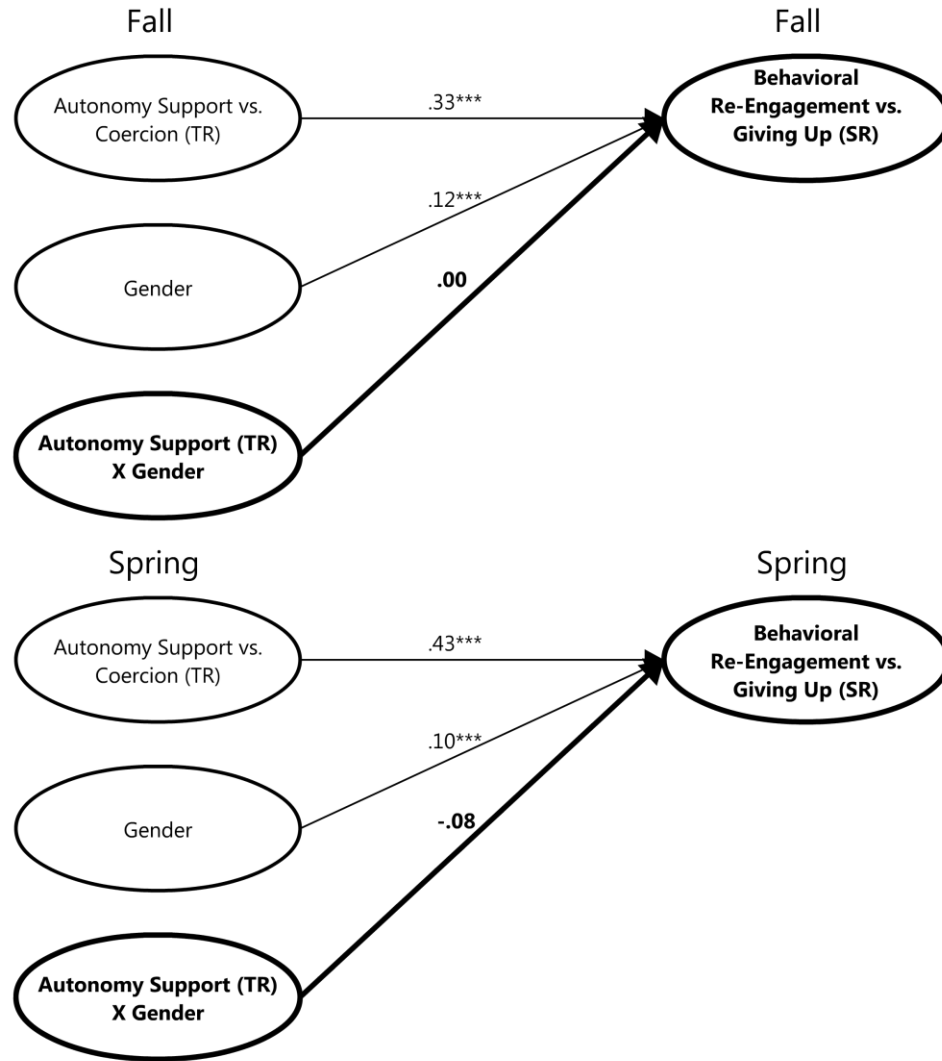 Fall
Fall
Autonomy Support vs.
Coercion (TR)
.33***
Behavioral
Re-Engagement vs.
Giving Up (SR)
.12***
Gender
.00
Autonomy Support (TR)
X Gender
Spring
Spring
Autonomy Support vs.
Coercion (TR)
.43***
Behavioral
Re-Engagement vs.
Giving Up (SR)
.10***
Gender
-.08
Autonomy Support (TR)
X Gender